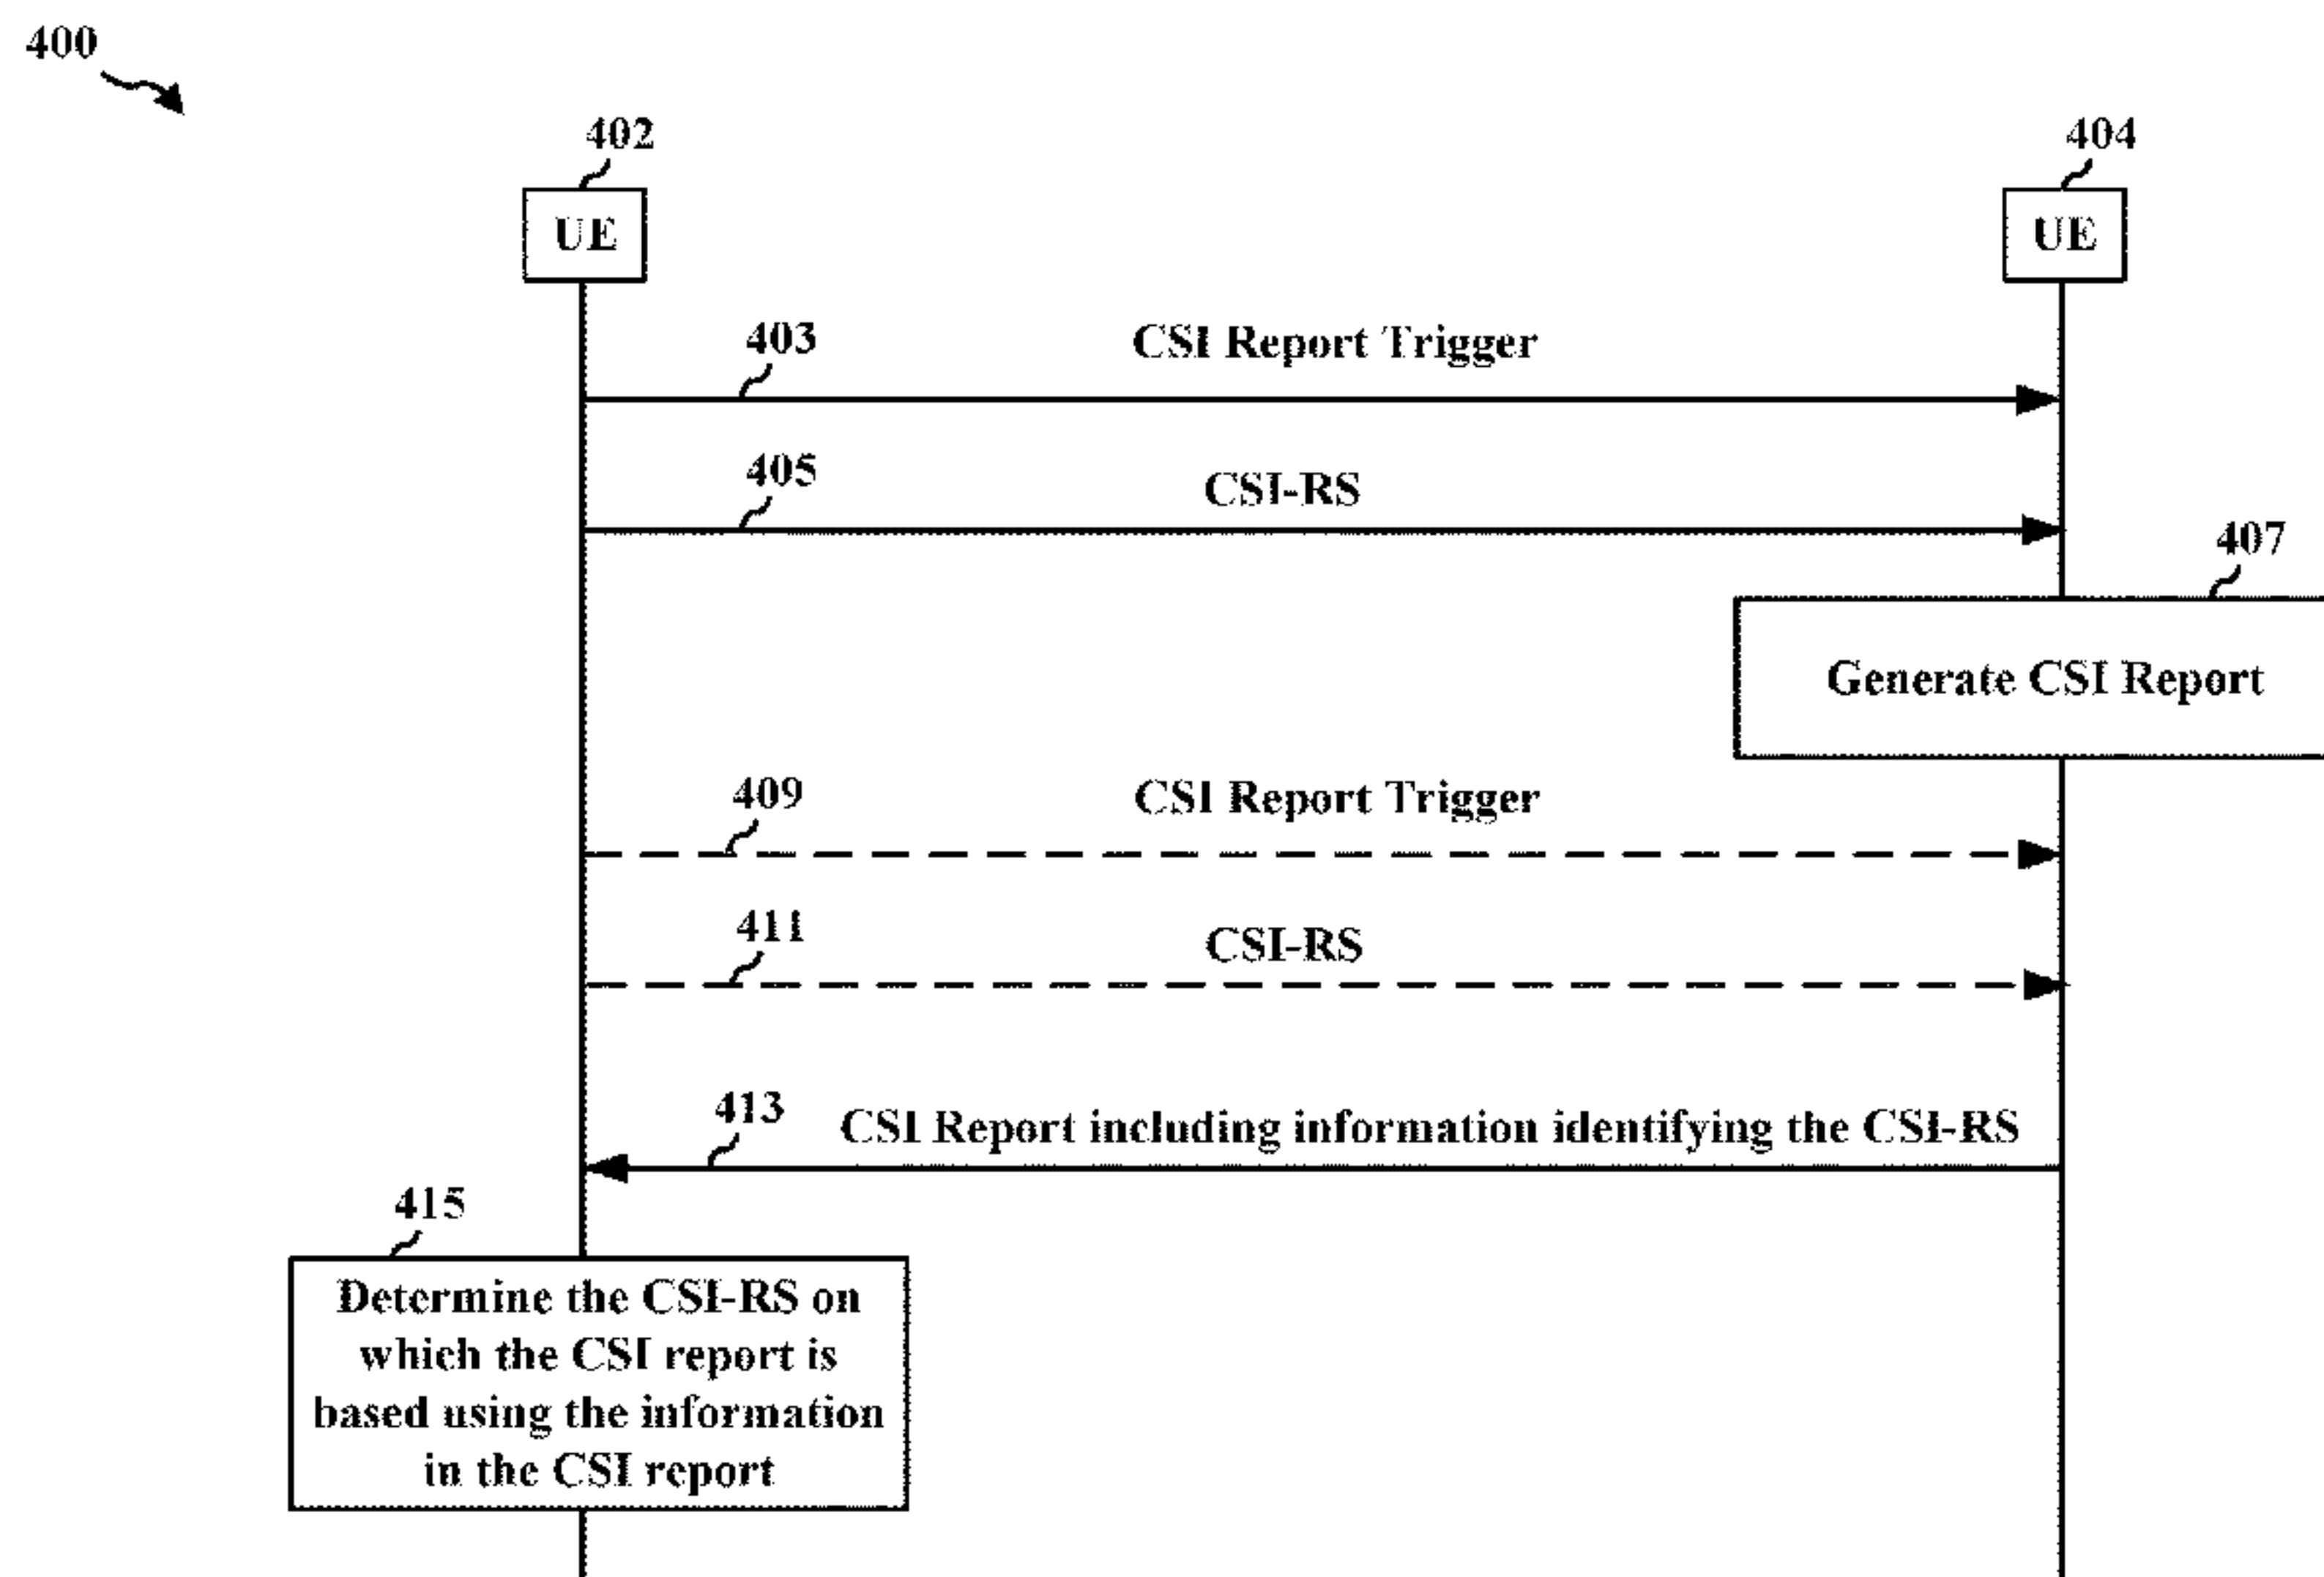 400
402
404
UE
UE
403
CSI Report Trigger
405
CSI-RS
407
Generate CSI Report
409
CSI Report Trigger
411
CSI-RS
413
CSI Report including information identifying the CSI-RS
415
Determine the CSI-RS on
which the CSI report is
based using the information
in the CSI report